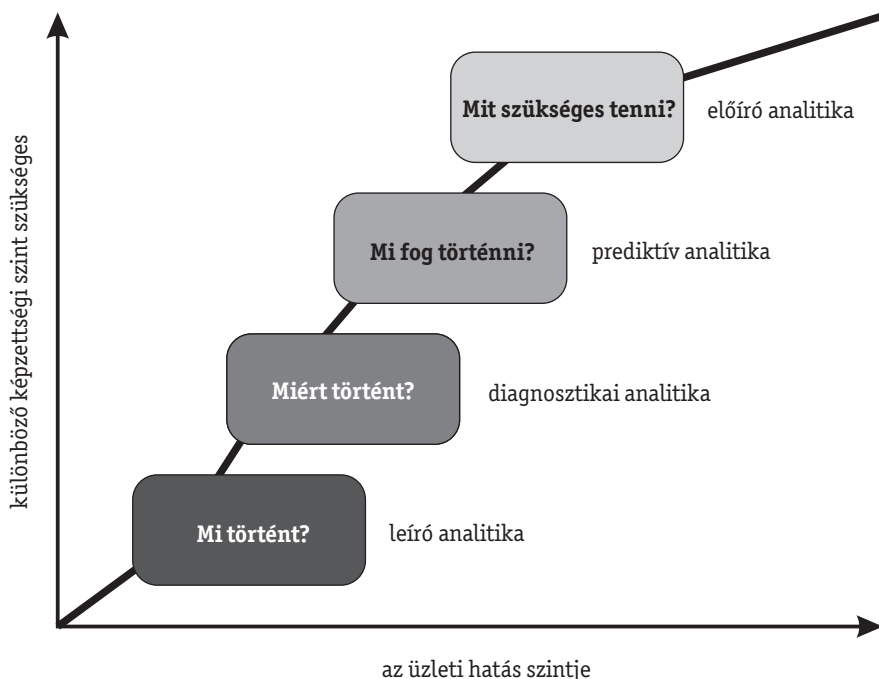 különböző képzettségi szint szükséges
Mit szükséges tenni?
előíró analitika
Mi fog történni?
prediktív analitika
Miért történt?
diagnosztikai analitika
Mi történt?
leíró analitika
az üzleti hatás szintje